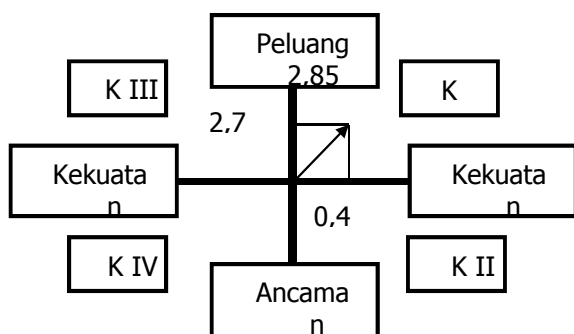 Peluang
2,85
K III
K
2,7
Kekuata
n
Kekuata
n
0,4
K IV
K II
Ancama
n